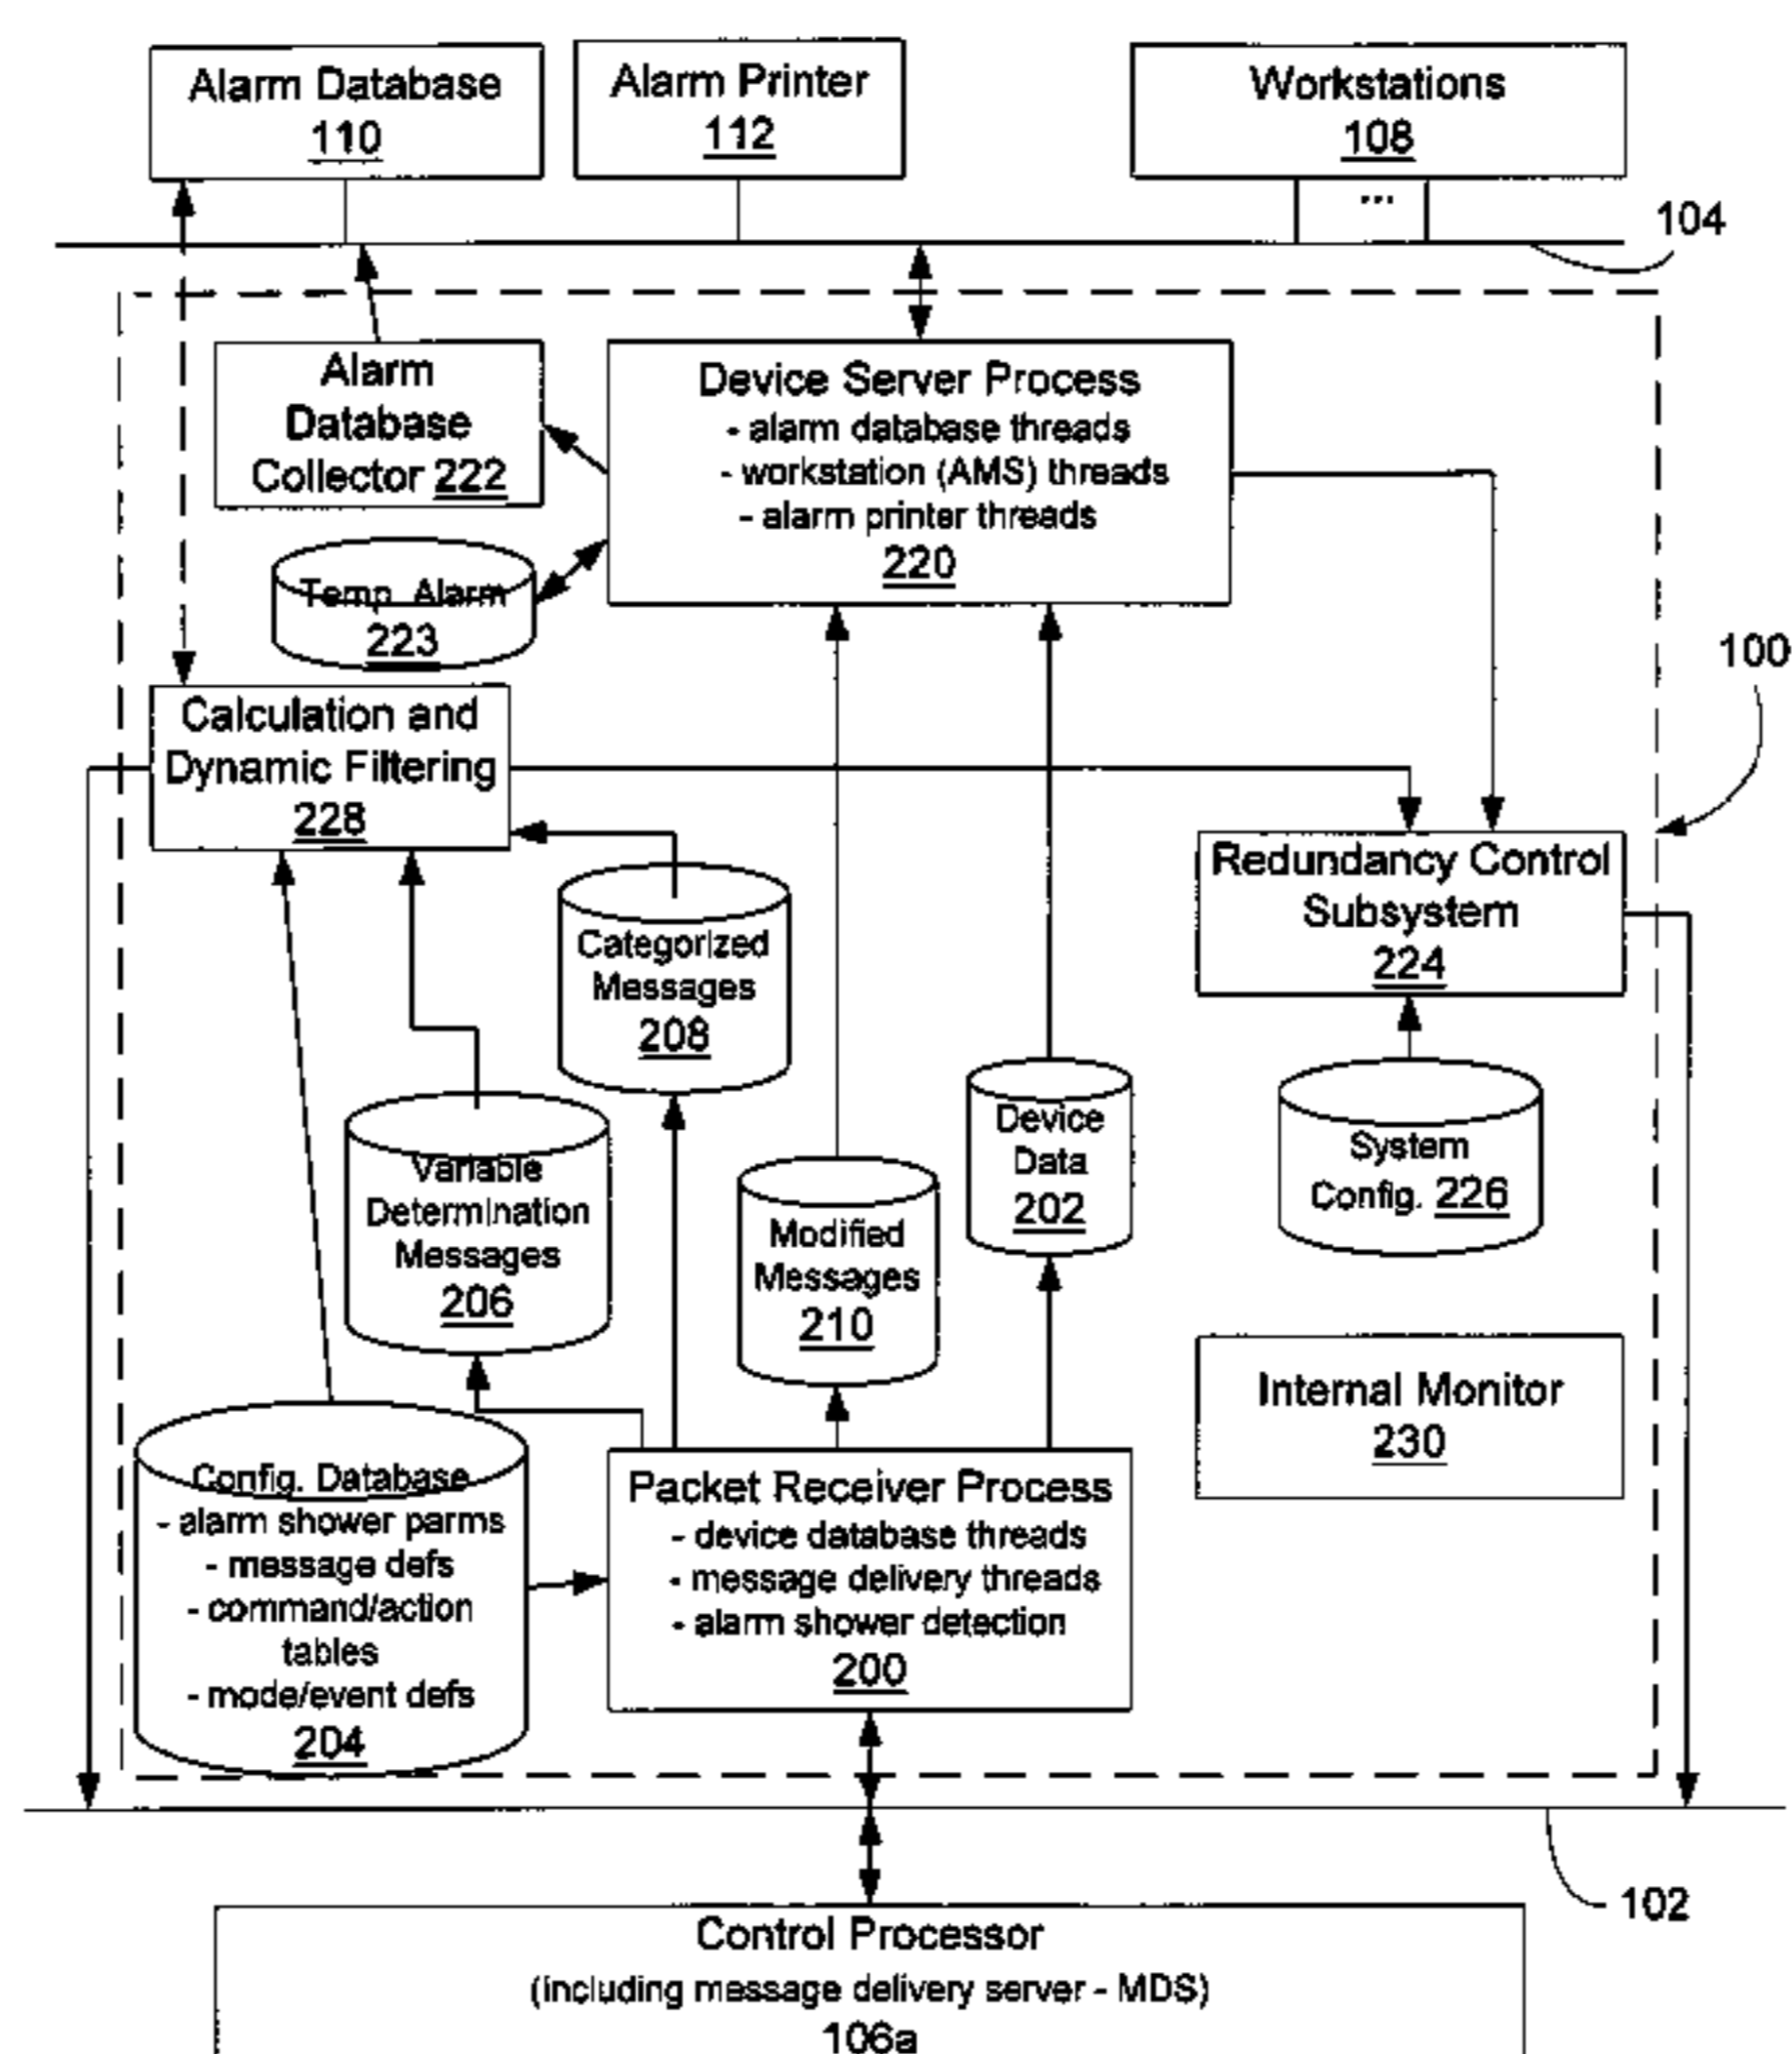 Alarm Database
110
Alarm Printer
112
Workstations
108
...
104
Alarm
Database
Collector 222
Device Server Process
- alarm database threads
- workstation (AMS) threads
- alarm printer threads
220
Temp. Alarm
223
100
Calculation and
Dynamic Filtering
228
Redundancy Control
Subsystem
224
Categorized
Messages
208
Variable
Determination
Messages
206
Modified
Messages
210
Device
Data
202
System
Config. 226
Internal Monitor
230
Config. Database
- alarm shower parms
- message defs
- command/action
tables
- mode/event defs
204
Packet Receiver Process
- device database threads
- message delivery threads
- alarm shower detection
200
102
Control Processor
(including message delivery server - MDS)
106a